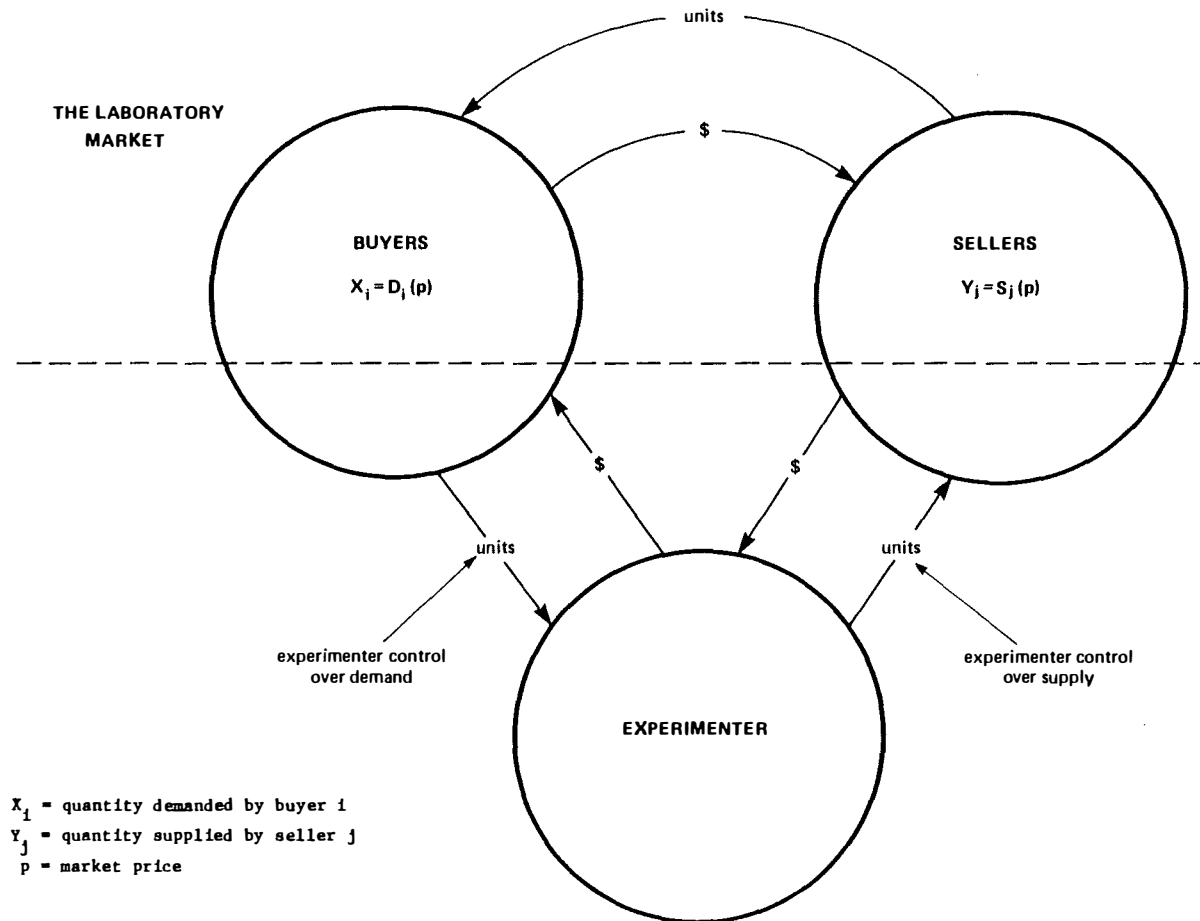 units
THE LABORATORY
MARKET
$
BUYERS
X_i = D_i (p)
SELLERS
Y_j = S_j (p)
$
$
units
units
experimenter control
over demand
experimenter control
over supply
EXPERIMENTER
X_i = quantity demanded by buyer i
Y_j = quantity supplied by seller j
p = market price